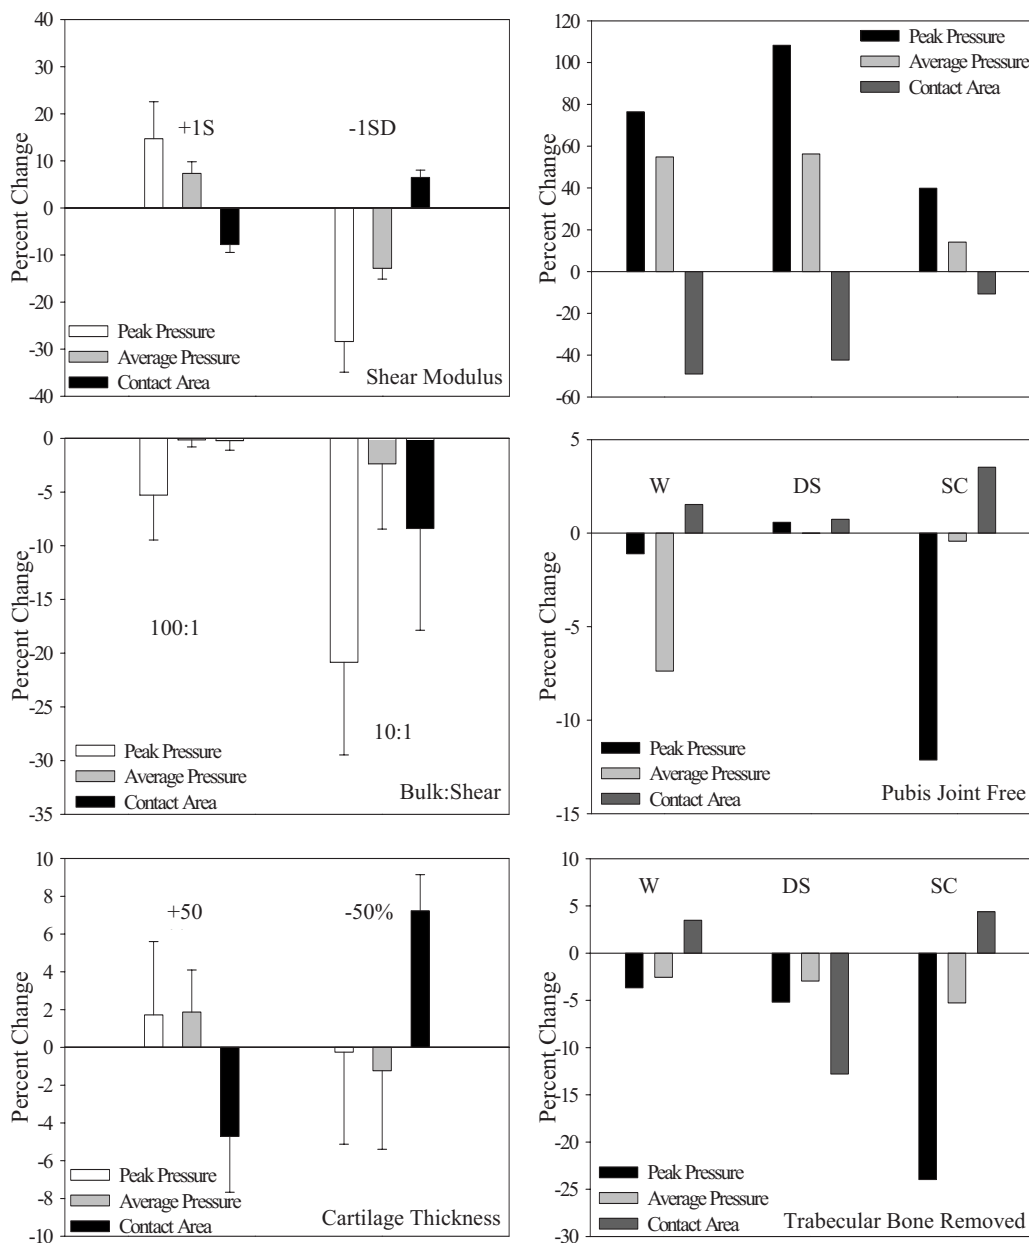 40
30
20
10
0
-10
-20
-30
-40
Percent Change
+1S
-1SD
Peak Pressure
Average Pressure
Contact Area
Shear Modulus
120
100
80
60
40
20
0
-20
-40
-60
Percent Change
Peak Pressure
Average Pressure
Contact Area
0
-5
-10
-15
-20
-25
-30
-35
Percent Change
100:1
10:1
Peak Pressure
Average Pressure
Contact Area
Bulk:Shear
5
0
-5
-10
-15
Percent Change
W
DS
SC
Peak Pressure
Average Pressure
Contact Area
Pubis Joint Free
10
8
6
4
2
0
-2
-4
-6
-8
-10
Percent Change
+50
-50%
Peak Pressure
Average Pressure
Contact Area
Cartilage Thickness
10
5
0
-5
-10
-15
-20
-25
-30
Percent Change
W
DS
SC
Peak Pressure
Average Pressure
Contact Area
Trabecular Bone Removed